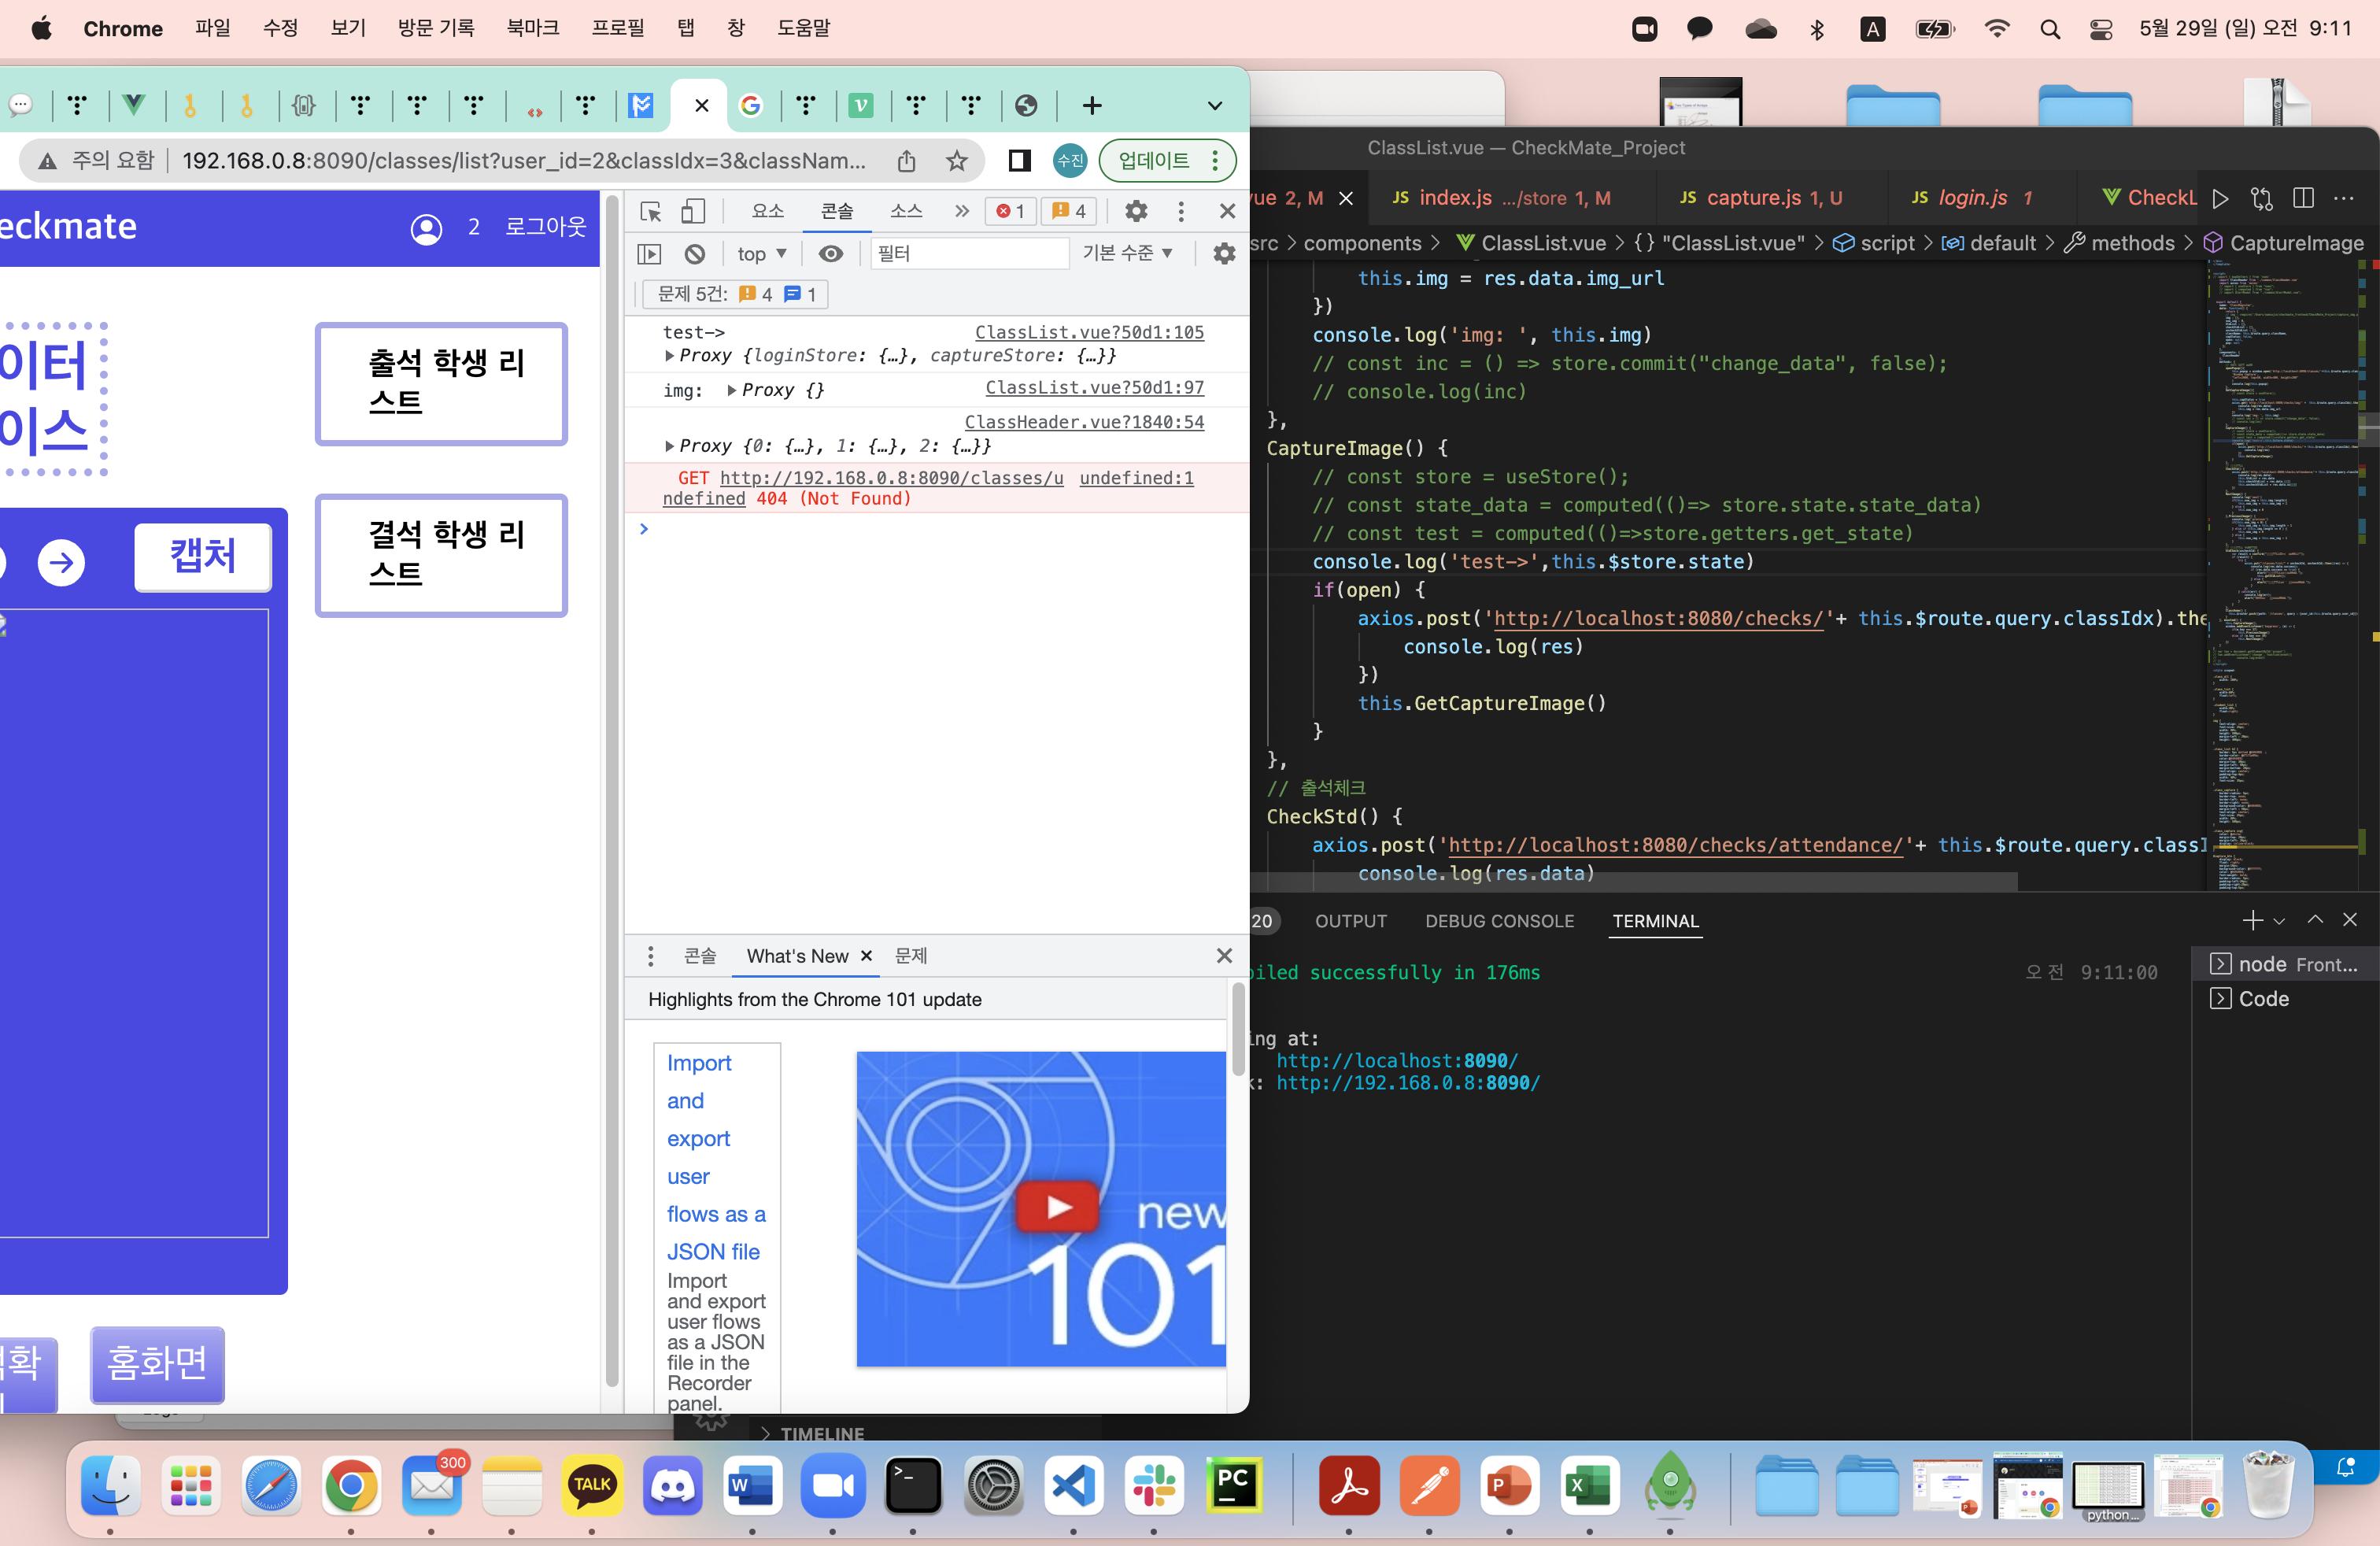 Chrome 파일 수정 보기 방문 기록 북마크 프로필 탭 창 도움말
A
5월 29일 (일) 오전 9:11
주의 요함
192.168.0.8:8090/classes/list?user_id=2&classIdx=3&classNam...
수진
업데이트
eckmate
2 로그아웃
이터
이스
출석 학생 리
스트
결석 학생 리
스트
캡처
홈화면
요소 콘솔 소스 1 4
top 필터 기본 수준
문제 5건: 4 1
test-> ClassList.vue?50d1:105
Proxy {loginStore: {…}, captureStore: {…}}
img: Proxy {} ClassList.vue?50d1:97
ClassHeader.vue?1840:54
Proxy {0: {…}, 1: {…}, 2: {…}}
GET http://192.168.0.8:8090/classes/u undefined:1
ndefined 404 (Not Found)
콘솔 What's New 문제
Highlights from the Chrome 101 update
Import
and
export
user
flows as a
JSON file
Import
and export
user flows
as a JSON
file in the
Recorder
panel.
new
101
ClassList.vue — CheckMate_Project
vue 2, M JS index.js .../store 1, M JS capture.js 1, U JS login.js 1 CheckL
src > components > ClassList.vue > {} "ClassList.vue" > script > default > methods > CaptureImage
this.img = res.data.img_url
})
console.log('img: ', this.img)
// const inc = () => store.commit("change_data", false);
// console.log(inc)
},
CaptureImage() {
// const store = useStore();
// const state_data = computed(()=> store.state.state_data)
// const test = computed(()=>store.getters.get_state)
console.log('test->',this.$store.state)
if(open) {
axios.post('http://localhost:8080/checks/'+ this.$route.query.classIdx).the
console.log(res)
})
this.GetCaptureImage()
}
},
// 출석체크
CheckStd() {
axios.post('http://localhost:8080/checks/attendance/'+ this.$route.query.classI
console.log(res.data)
20 OUTPUT DEBUG CONSOLE TERMINAL
iled successfully in 176ms 오전 9:11:00
ing at:
http://localhost:8090/
k: http://192.168.0.8:8090/
node Front...
Code
TIMELINE
300
TALK
W
>_
PC
P
X
python...